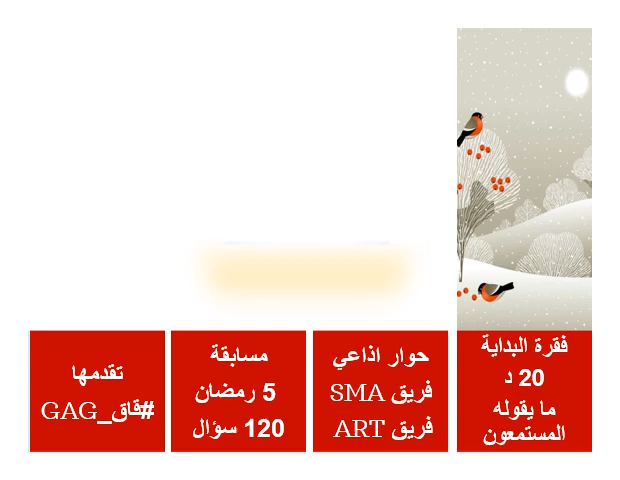 فقرة البداية
20 د
ما يقوله
المستمعون
حوار اذاعي
فريق SMA
فريق ART
مسابقة
5 رمضان
120 سؤال
تقدمها
#قاق_GAG